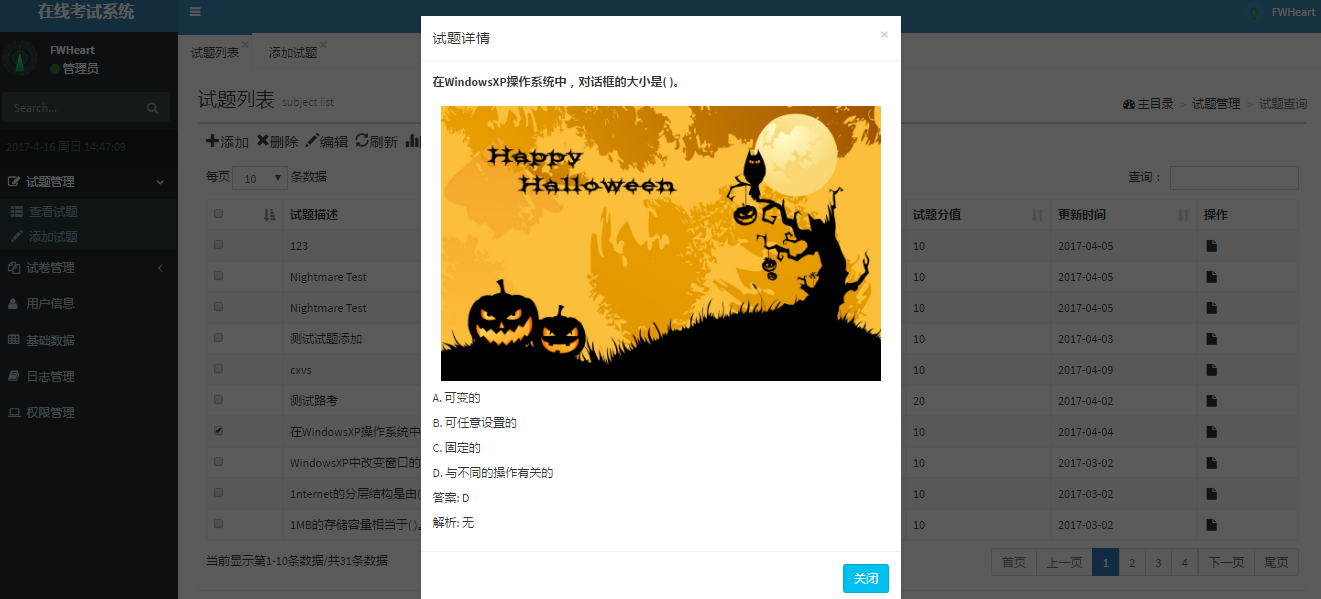 在线考试系统
FWHeart
FWHeart
管理员
Search...
2017-4-16 周日 14:47:09
试题管理
查看试题
添加试题
试卷管理
用户信息
基础数据
日志管理
权限管理
试题列表 × 添加试题 ×
试题列表 subject list
主目录 > 试题管理 > 试题查询
添加 删除 编辑 刷新
每页 10 条数据
查询：
试题描述 试题分值 更新时间 操作
123 10 2017-04-05
Nightmare Test 10 2017-04-05
Nightmare Test 10 2017-04-05
测试试题添加 10 2017-04-03
cxvs 10 2017-04-09
测试路考 20 2017-04-02
在WindowsXP操作系统中 10 2017-04-04
WindowsXP中改变窗口的 10 2017-03-02
1nternet的分层结构是由( 10 2017-03-02
1MB的存储容量相当于( )。 10 2017-03-02
当前显示第1-10条数据/共31条数据
首页 上一页 1 2 3 4 下一页 尾页
试题详情 ×
在WindowsXP操作系统中，对话框的大小是( )。
Happy
Halloween
A. 可变的
B. 可任意设置的
C. 固定的
D. 与不同的操作有关的
答案: D
解析: 无
关闭